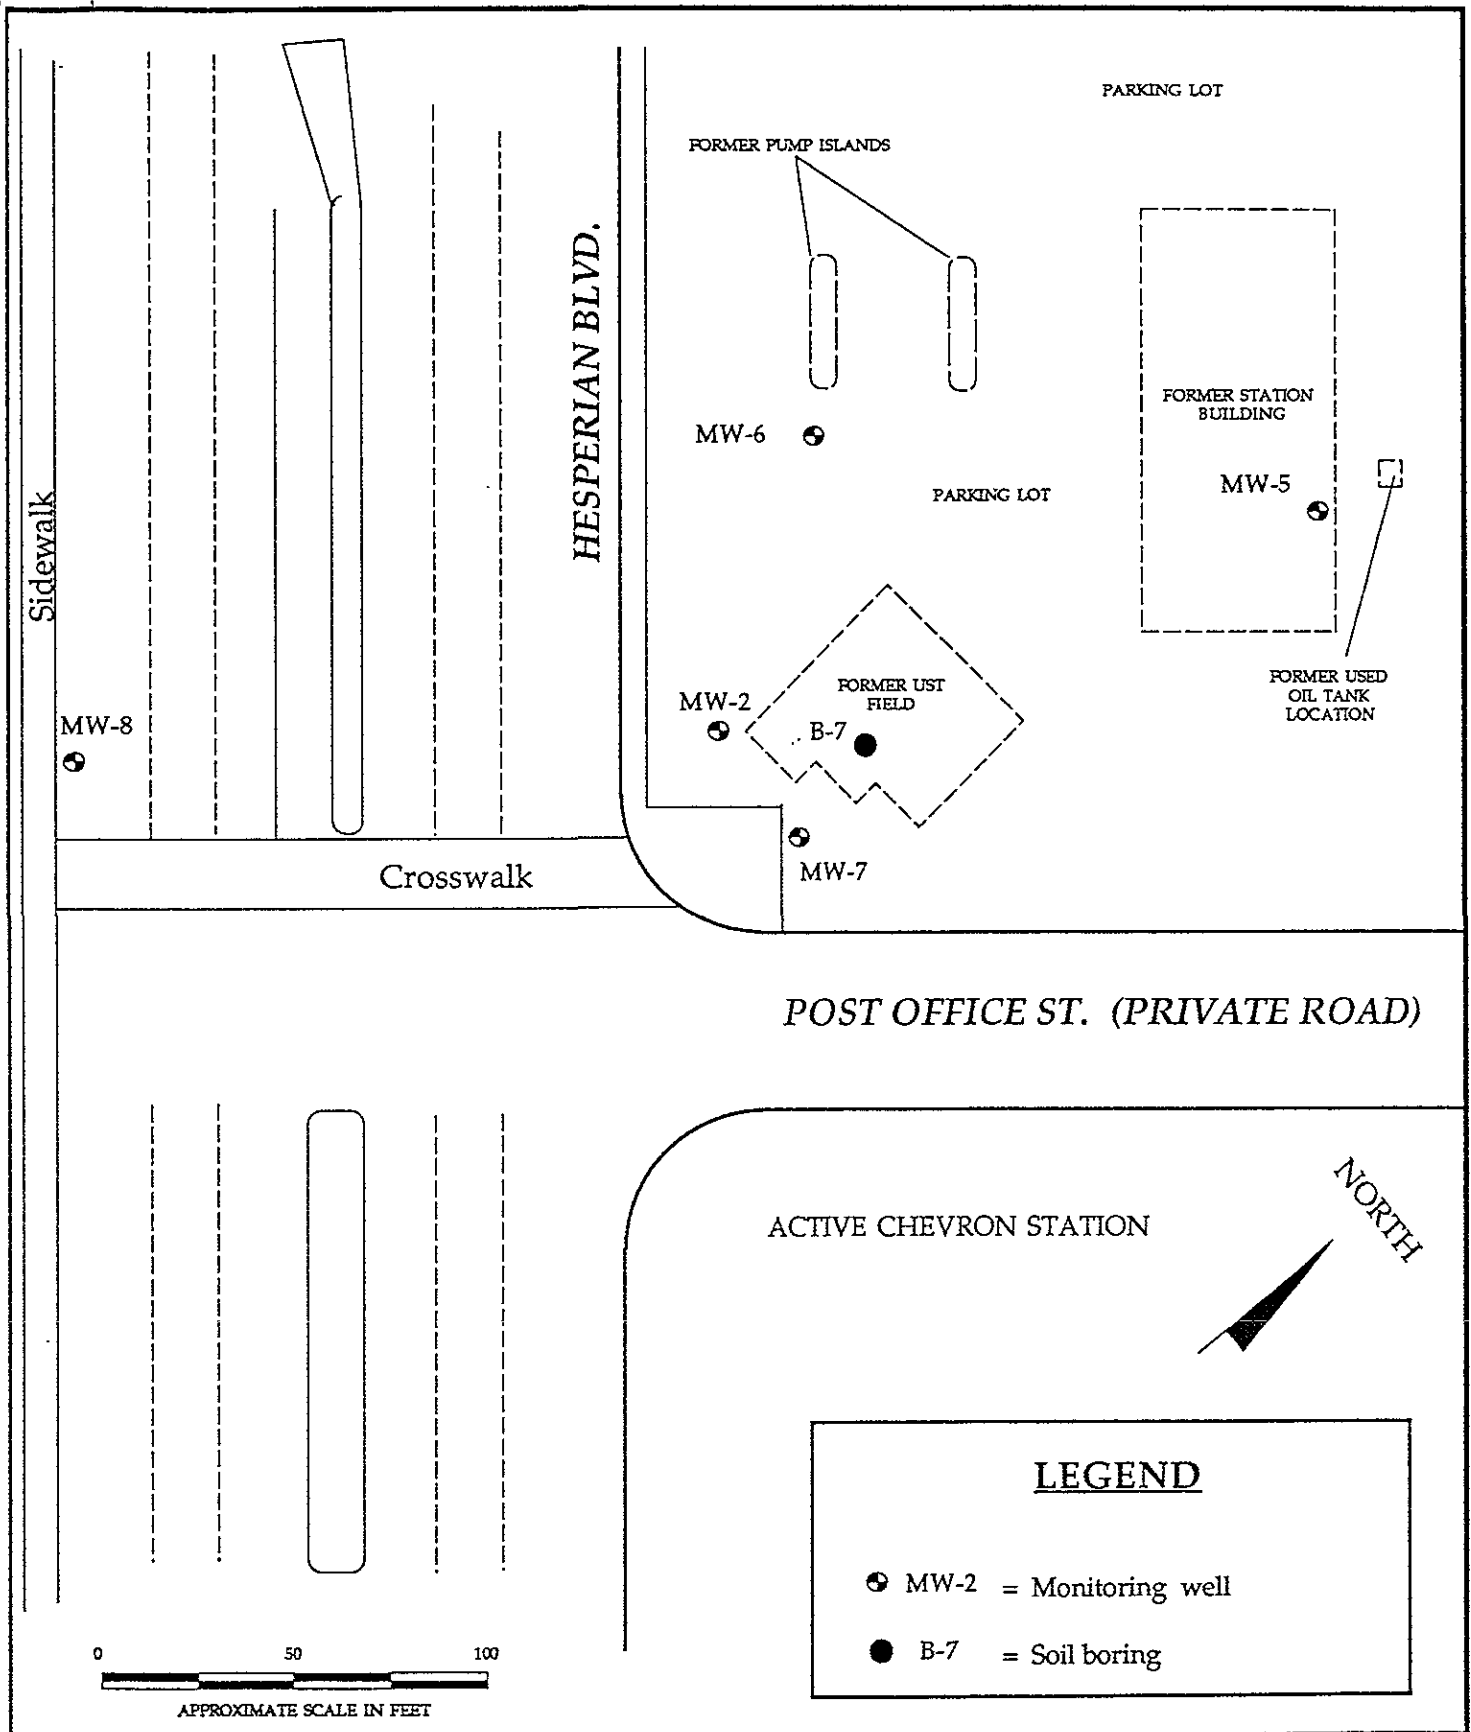 PARKING LOT
FORMER PUMP ISLANDS
HESPERIAN BLVD.
FORMER STATION
BUILDING
MW-6
MW-5
PARKING LOT
Sidewalk
FORMER USED
OIL TANK
LOCATION
FORMER UST
FIELD
MW-2
MW-8
B-7
MW-7
Crosswalk
POST OFFICE ST. (PRIVATE ROAD)
NORTH
ACTIVE CHEVRON STATION
LEGEND
MW-2 = Monitoring well
B-7 = Soil boring
0 50 100
APPROXIMATE SCALE IN FEET